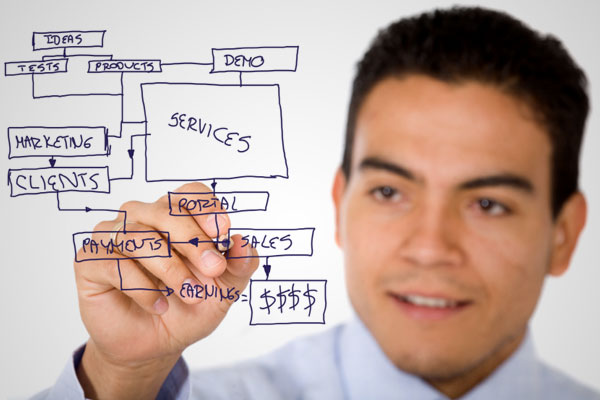 IDEAS
TESTS PRODUCTS DEMO
SERVICES
MARKETING
CLIENTS
PORTAL
PAYMENTS SALES
EARNINGS= $$$$